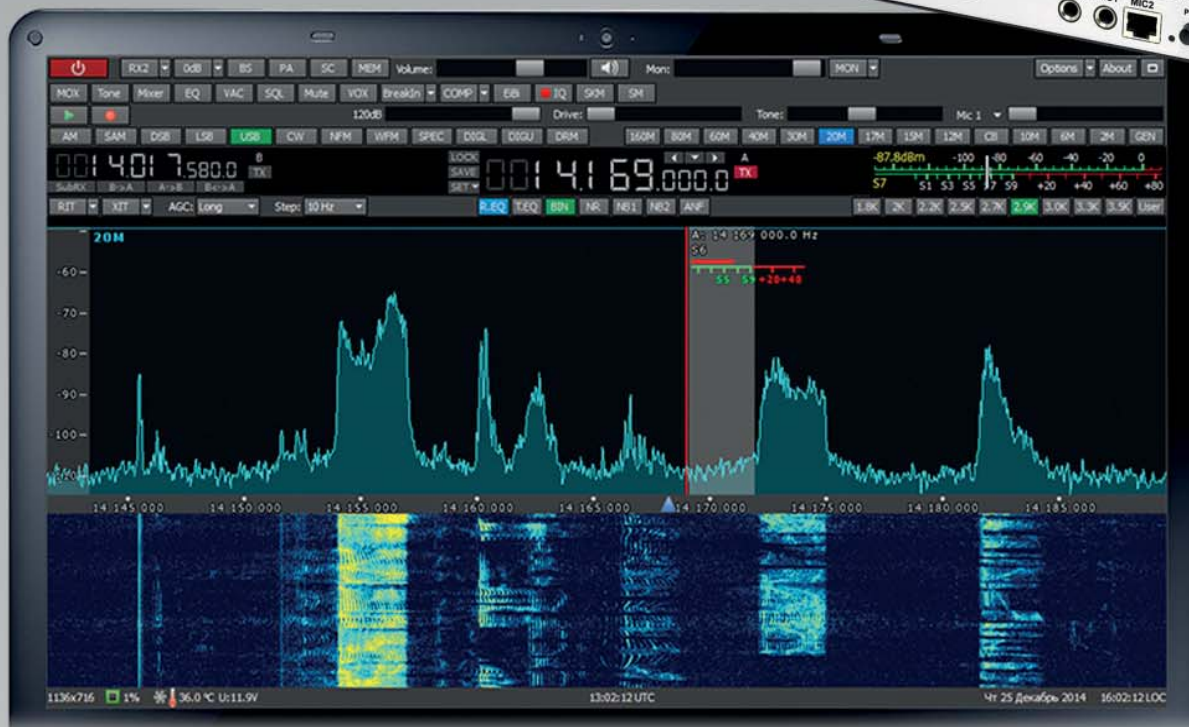 MIC2
RX2 0dB BS PA SC MEM Volume: Mon: MON Options About
MOX Tone Mixer EQ VAC SQL Mute VOX BreakIn COMP EiBi IQ SKM SM
120dB Drive: Tone: Mic 1
AM SAM DSB LSB USB CW NFM WFM SPEC DIGL DIGU DRM 160M 80M 60M 40M 30M 20M 17M 15M 12M CB 10M 6M 2M GEN
00014.017.580.0 B TX LOCK SAVE SET 00014.169.000.0 A TX -87.8dBm -100 -80 -60 -40 -20 0
SubRX B->A A->B B<->A S7 S1 S3 S5 S7 S9 +20 +40 +60 +80
RIT XIT AGC: Long Step: 10 Hz R.EQ T.EQ BIN NR NB1 NB2 ANF 1.8K 2K 2.2K 2.5K 2.7K 2.9K 3.0K 3.3K 3.9K User
20M A: 14 169 000.0 Hz
S6
S5 S9 +20 +40
-60
-70
-80
-90
-100
14 145 000 14 150 000 14 155 000 14 160 000 14 165 000 14 170 000 14 175 000 14 180 000 14 185 000
1136x716 1% 36.0 °C U:11.9V 13:02:12 UTC Чт 25 Декабрь 2014 16:02:12 LOC